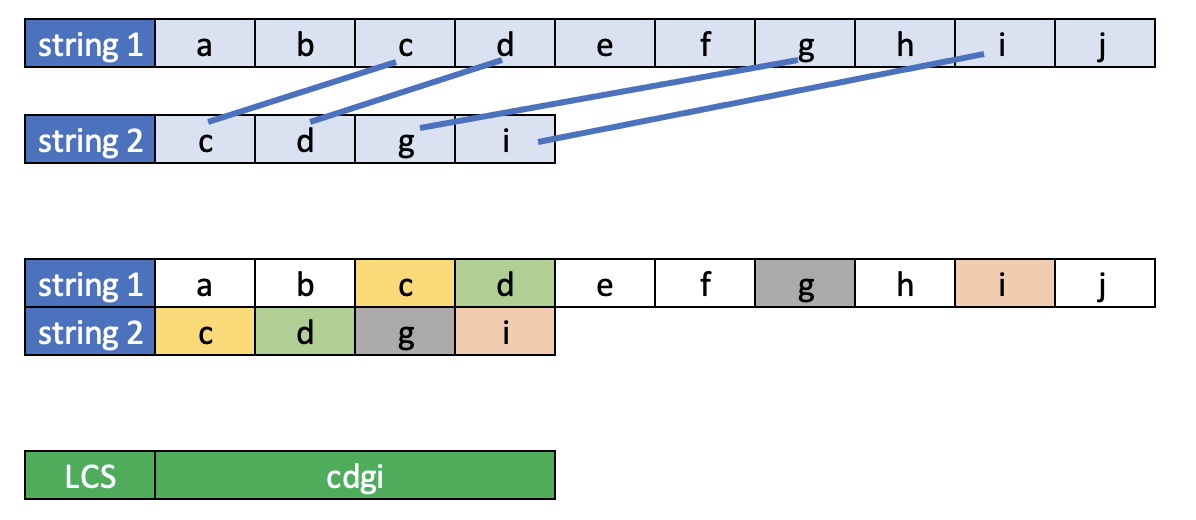 string 1 a b c d e f g h i j
string 2 c d g i
string 1 a b c d e f g h i j
string 2 c d g i
LCS cdgi